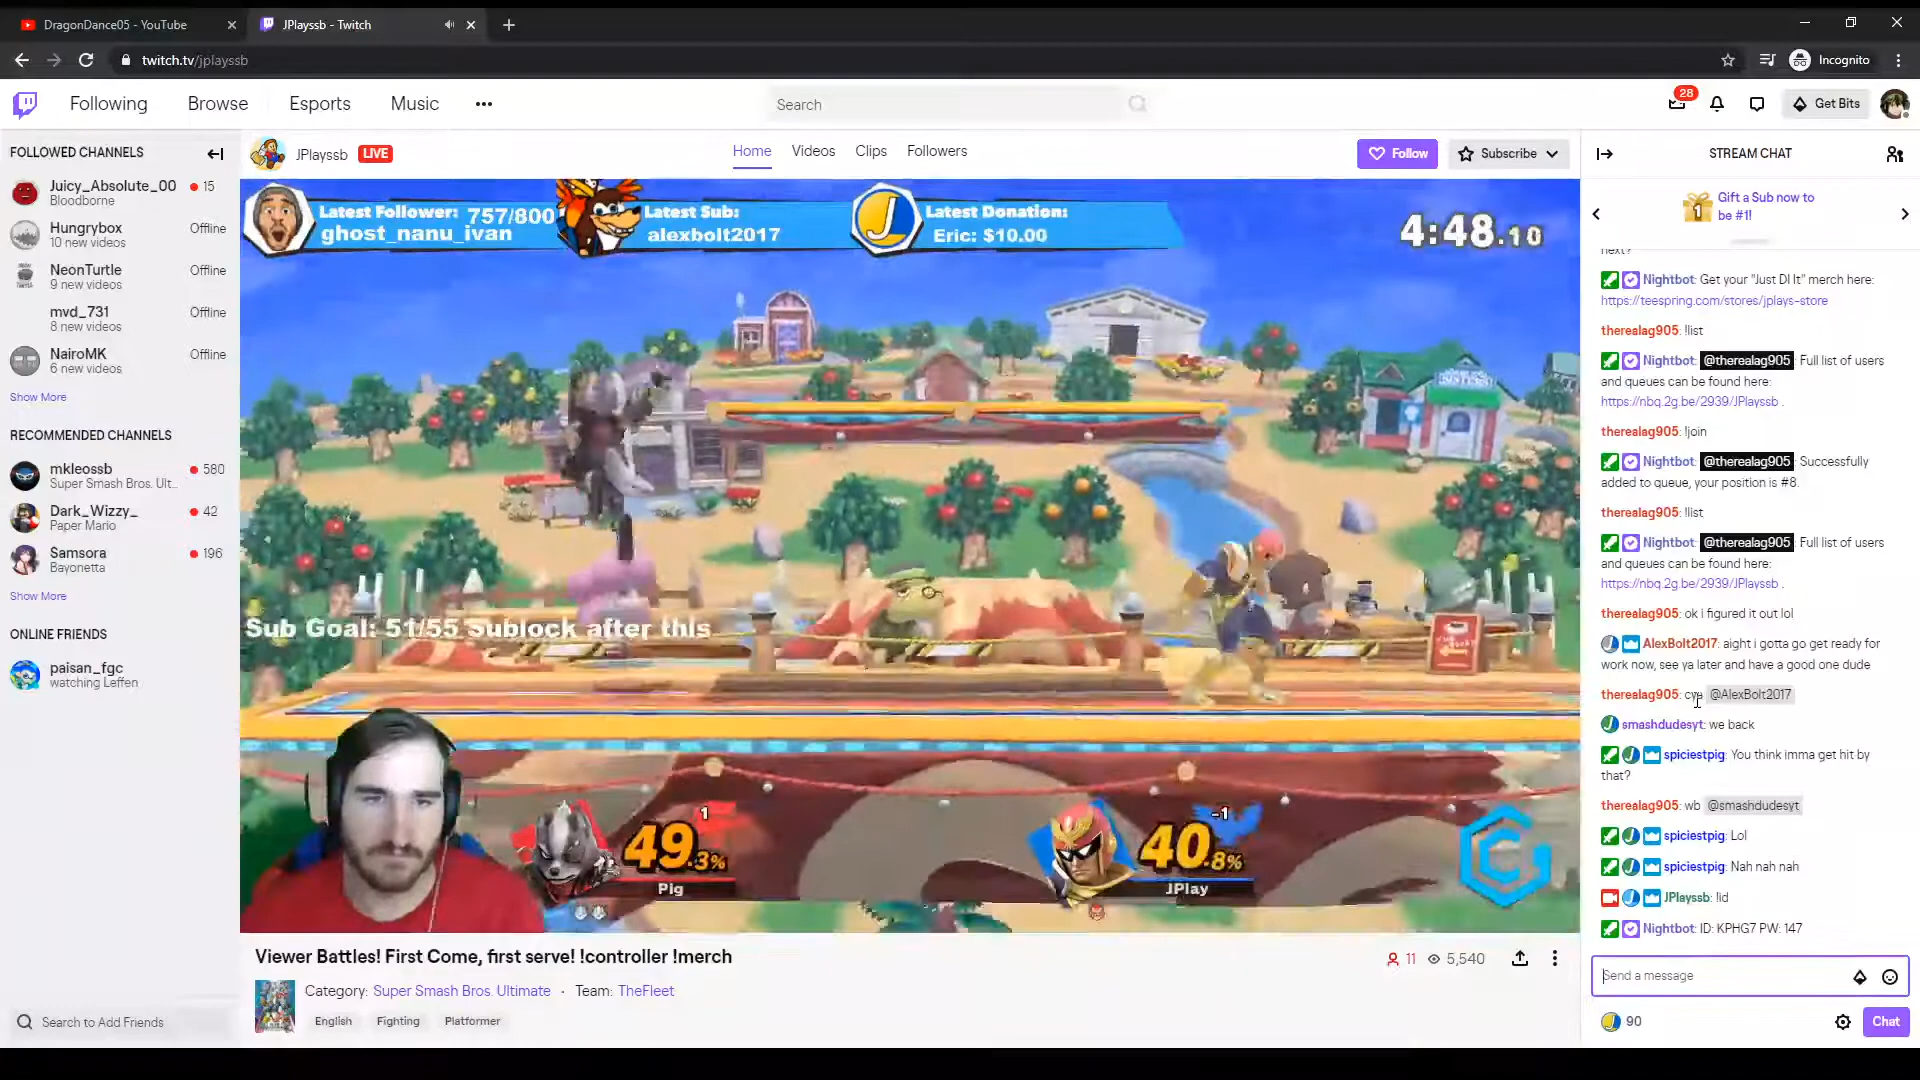 DragonDance05 - YouTube
JPlayssb - Twitch
twitch.tv/jplayssb
Incognito
Following
Browse
Esports
Music
Search
28
Get Bits
FOLLOWED CHANNELS
Juicy_Absolute_00
15
Bloodborne
Hungrybox
Offline
10 new videos
NeonTurtle
Offline
9 new videos
mvd_731
Offline
8 new videos
NairoMK
Offline
6 new videos
Show More
RECOMMENDED CHANNELS
mkleossb
580
Super Smash Bros. Ult...
Dark_Wizzy_
42
Paper Mario
Samsora
196
Bayonetta
Show More
ONLINE FRIENDS
paisan_fgc
watching Leffen
Search to Add Friends
JPlayssb
LIVE
Home
Videos
Clips
Followers
Follow
Subscribe
Latest Follower: 757/800
ghost_nanu_ivan
Latest Sub:
alexbolt2017
Latest Donation:
Eric: $10.00
4:48.10
Sub Goal: 51/55 Sublock after this
1
49.3%
Pig
-1
40.8%
JPlay
Viewer Battles! First Come, first serve! !controller !merch
11
5,540
Category: Super Smash Bros. Ultimate · Team: TheFleet
English
Fighting
Platformer
STREAM CHAT
1
Gift a Sub now to
be #1!
next?
Nightbot: Get your "Just DI It" merch here:
https://teespring.com/stores/jplays-store
therealag905: !list
Nightbot: @therealag905: Full list of users
and queues can be found here:
https://nbq.2g.be/2939/JPlayssb .
therealag905: !join
Nightbot: @therealag905: Successfully
added to queue, your position is #8.
therealag905: !list
Nightbot: @therealag905: Full list of users
and queues can be found here:
https://nbq.2g.be/2939/JPlayssb .
therealag905: ok i figured it out lol
AlexBolt2017: aight i gotta go get ready for
work now, see ya later and have a good one dude
therealag905: cya @AlexBolt2017
smashdudesyt: we back
spiciestpig: You think imma get hit by
that?
therealag905: wb @smashdudesyt
spiciestpig: Lol
spiciestpig: Nah nah nah
JPlayssb: !id
Nightbot: ID: KPHG7 PW: 147
Send a message
90
Chat